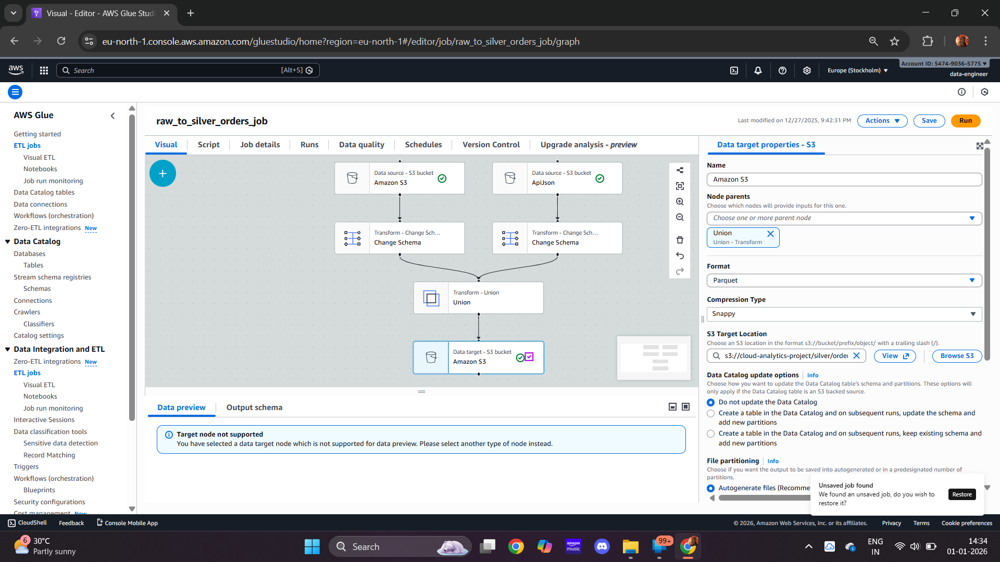 Visual - Editor - AWS Glue Studi
eu-north-1.console.aws.amazon.com/gluestudio/home?region=eu-north-1#/editor/job/raw_to_silver_orders_job/graph
aws
Search
[Alt+S]
Europe (Stockholm)
Account ID: 5474-9036-5775
data-engineer
AWS Glue
Getting started
ETL jobs
Visual ETL
Notebooks
Job run monitoring
Data Catalog tables
Data connections
Workflows (orchestration)
Zero-ETL integrations New
Data Catalog
Databases
Tables
Stream schema registries
Schemas
Connections
Crawlers
Classifiers
Catalog settings
Data Integration and ETL
Zero-ETL integrations New
ETL jobs
Visual ETL
Notebooks
Job run monitoring
Interactive Sessions
Data classification tools
Sensitive data detection
Record Matching
Triggers
Workflows (orchestration)
Blueprints
Security configurations
Cost management New
raw_to_silver_orders_job
Last modified on 12/27/2025, 9:42:31 PM
Actions
Save
Run
Visual
Script
Job details
Runs
Data quality
Schedules
Version Control
Upgrade analysis - preview
Data source - S3 bucket
Amazon S3
Data source - S3 bucket
ApiJson
Transform - Change Sch...
Change Schema
Transform - Change Sch...
Change Schema
Transform - Union
Union
Data target - S3 bucket
Amazon S3
Data preview
Output schema
Target node not supported
You have selected a data target node which is not supported for data preview. Please select another type of node instead.
Data target properties - S3
Name
Amazon S3
Node parents
Choose which nodes will provide inputs for this one.
Choose one or more parent node
Union
Union - Transform
Format
Parquet
Compression Type
Snappy
S3 Target Location
Choose an S3 location in the format s3://bucket/prefix/object/ with a trailing slash (/).
s3://cloud-analytics-project/silver/order
View
Browse S3
Data Catalog update options Info
Choose how you want to update the Data Catalog table's schema and partitions. These options will
only apply if the Data Catalog table is an S3 backed source.
Do not update the Data Catalog
Create a table in the Data Catalog and on subsequent runs, update the schema and
add new partitions
Create a table in the Data Catalog and on subsequent runs, keep existing schema and
add new partitions
File partitioning Info
Choose if you want the output to be saved into autogenerated or in a predesignated number of
partitions.
Autogenerate files (Recomme
Unsaved job found
We found an unsaved job, do you wish to
restore it?
Restore
CloudShell
Feedback
Console Mobile App
© 2026, Amazon Web Services, Inc. or its affiliates.
Privacy
Terms
Cookie preferences
6
30°C
Partly sunny
Search
amazon
music
99+
ENG
IN
14:34
01-01-2026